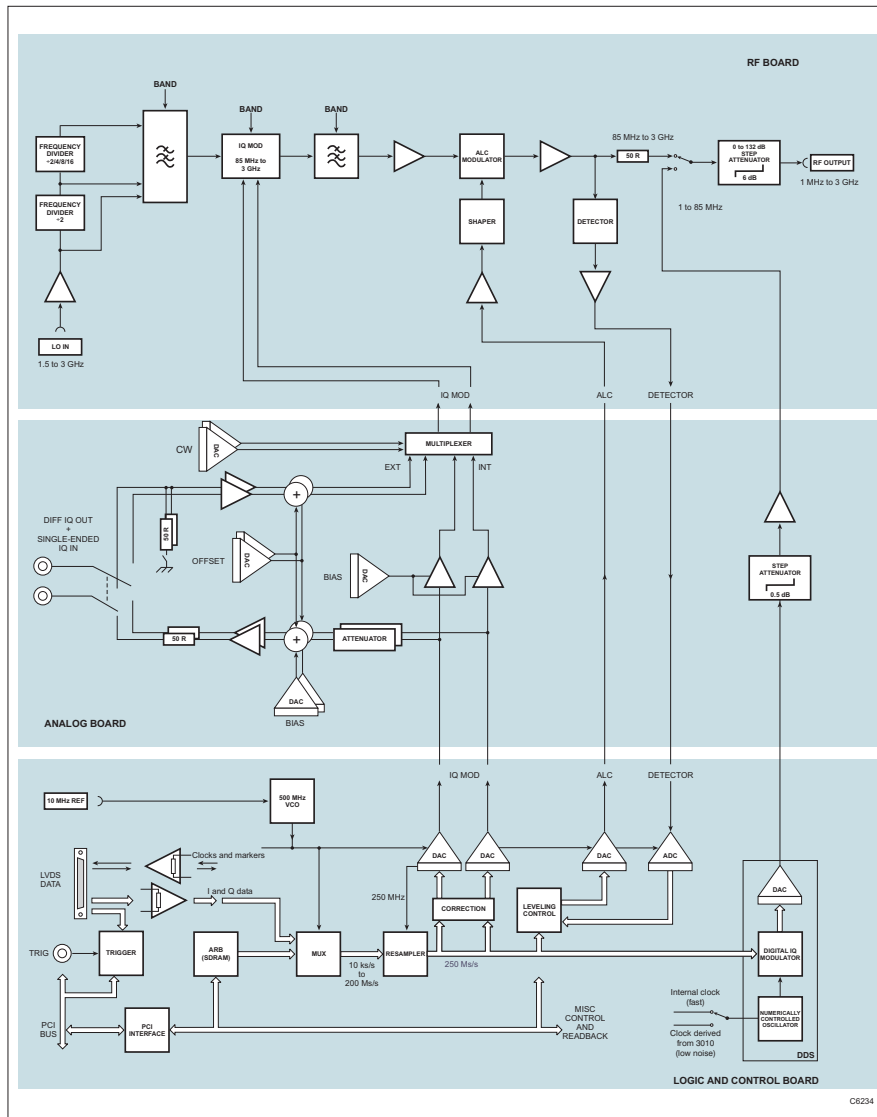 RF BOARD
BAND
BAND
BAND
FREQUENCY
DIVIDER
÷2/4/8/16
FREQUENCY
DIVIDER
÷2
IQ MOD
85 MHz to
3 GHz
ALC
MODULATOR
85 MHz to 3 GHz
50 R
0 to 132 dB
STEP
ATTENUATOR
6 dB
RF OUTPUT
1 MHz to 3 GHz
1 to 85 MHz
SHAPER
DETECTOR
LO IN
1.5 to 3 GHz
IQ MOD
ALC
DETECTOR
CW
DAC
MULTIPLEXER
EXT
INT
DIFF IQ OUT
+
SINGLE-ENDED
IQ IN
50 R
+
OFFSET
DAC
BIAS
DAC
STEP
ATTENUATOR
0.5 dB
50 R
+
ATTENUATOR
DAC
BIAS
ANALOG BOARD
IQ MOD
ALC
DETECTOR
10 MHz REF
500 MHz
VCO
LVDS
DATA
Clocks and markers
I and Q data
DAC
DAC
DAC
ADC
250 MHz
CORRECTION
LEVELING
CONTROL
DAC
TRIG
TRIGGER
ARB
(SDRAM)
MUX
10 ks/s
to
200 Ms/s
RESAMPLER
250 Ms/s
DIGITAL IQ
MODULATOR
PCI
BUS
PCI
INTERFACE
MISC
CONTROL
AND
READBACK
Internal clock
(fast)
Clock derived
from 3010
(low noise)
NUMERICALLY
CONTROLLED
OSCILLATOR
DDS
LOGIC AND CONTROL BOARD
C6234